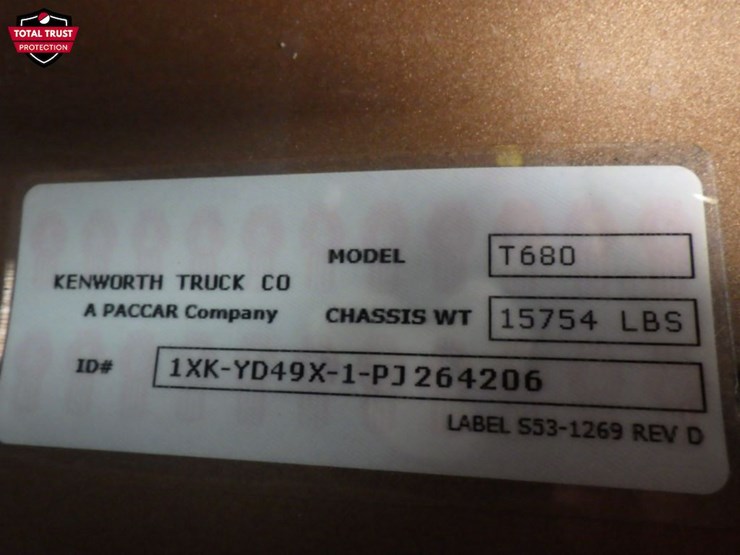 TOTAL TRUST
PROTECTION
MODEL T680
KENWORTH TRUCK CO
A PACCAR Company
CHASSIS WT 15754 LBS
ID# 1XK-YD49X-1-PJ264206
LABEL S53-1269 REV D